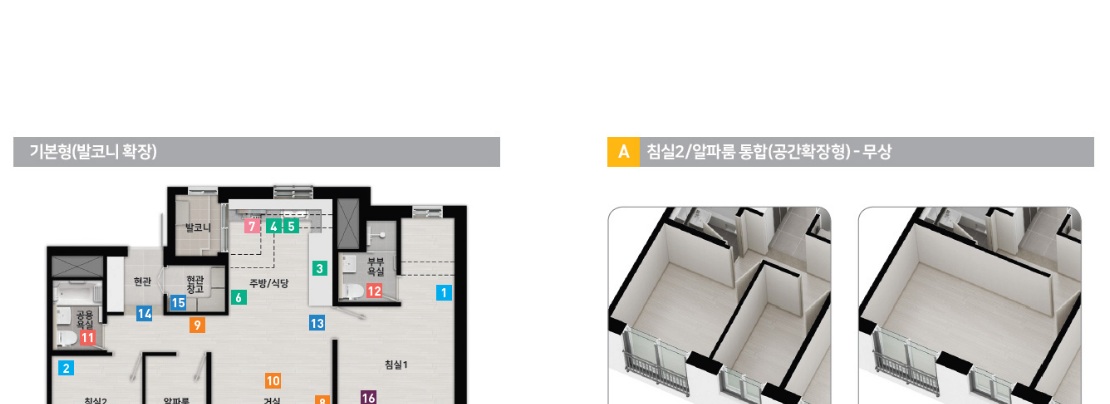 기본형(발코니 확장)
A 침실2/알파룸 통합(공간확장형) - 무상
발코니
7 4 5
부부
욕실
현관
현관
창고
주방/식당
3
12
1
15
6
14
공용
욕실
9
13
11
2
침실1
10
16
침실2
알파룸
거실
8